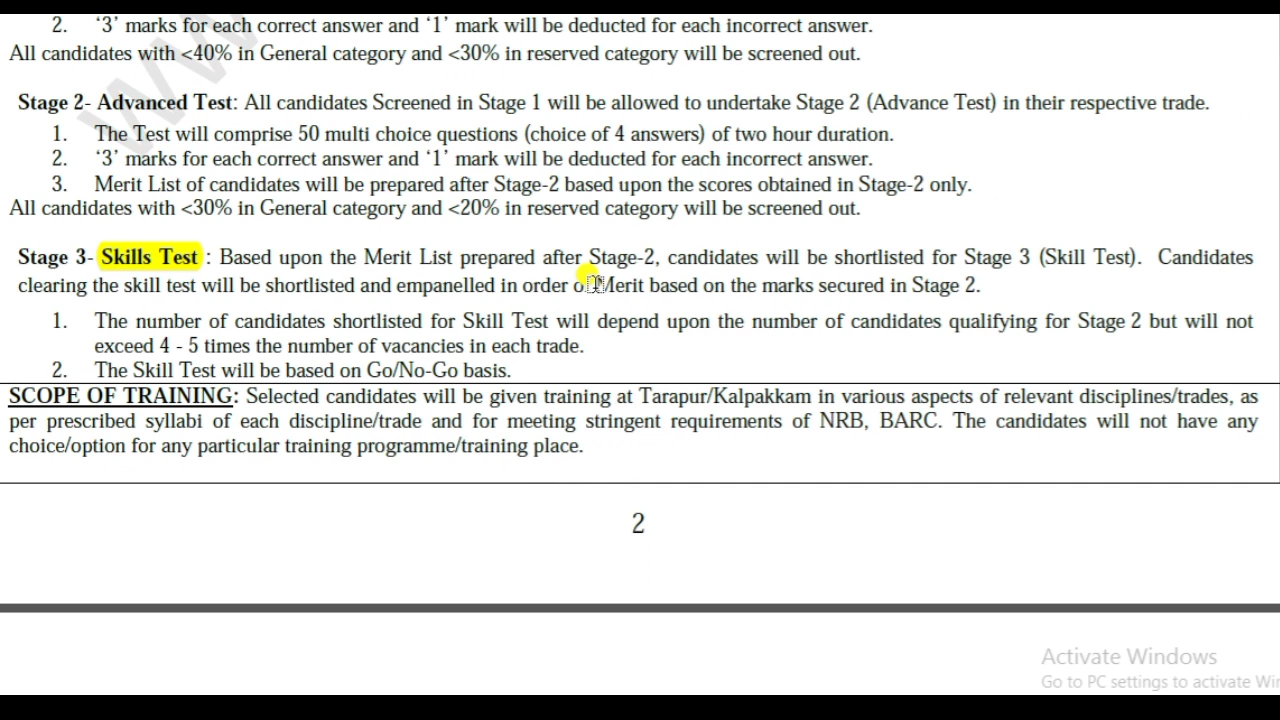 2. ‘3’ marks for each correct answer and ‘1’ mark will be deducted for each incorrect answer.
All candidates with <40% in General category and <30% in reserved category will be screened out.
Stage 2- Advanced Test: All candidates Screened in Stage 1 will be allowed to undertake Stage 2 (Advance Test) in their respective trade.
1. The Test will comprise 50 multi choice questions (choice of 4 answers) of two hour duration.
2. ‘3’ marks for each correct answer and ‘1’ mark will be deducted for each incorrect answer.
3. Merit List of candidates will be prepared after Stage-2 based upon the scores obtained in Stage-2 only.
All candidates with <30% in General category and <20% in reserved category will be screened out.
Stage 3- Skills Test : Based upon the Merit List prepared after Stage-2, candidates will be shortlisted for Stage 3 (Skill Test). Candidates
clearing the skill test will be shortlisted and empanelled in order Merit based on the marks secured in Stage 2.
1. The number of candidates shortlisted for Skill Test will depend upon the number of candidates qualifying for Stage 2 but will not
exceed 4 - 5 times the number of vacancies in each trade.
2. The Skill Test will be based on Go/No-Go basis.
SCOPE OF TRAINING: Selected candidates will be given training at Tarapur/Kalpakkam in various aspects of relevant disciplines/trades, as
per prescribed syllabi of each discipline/trade and for meeting stringent requirements of NRB, BARC. The candidates will not have any
choice/option for any particular training programme/training place.
2
Activate Windows
Go to PC settings to activate